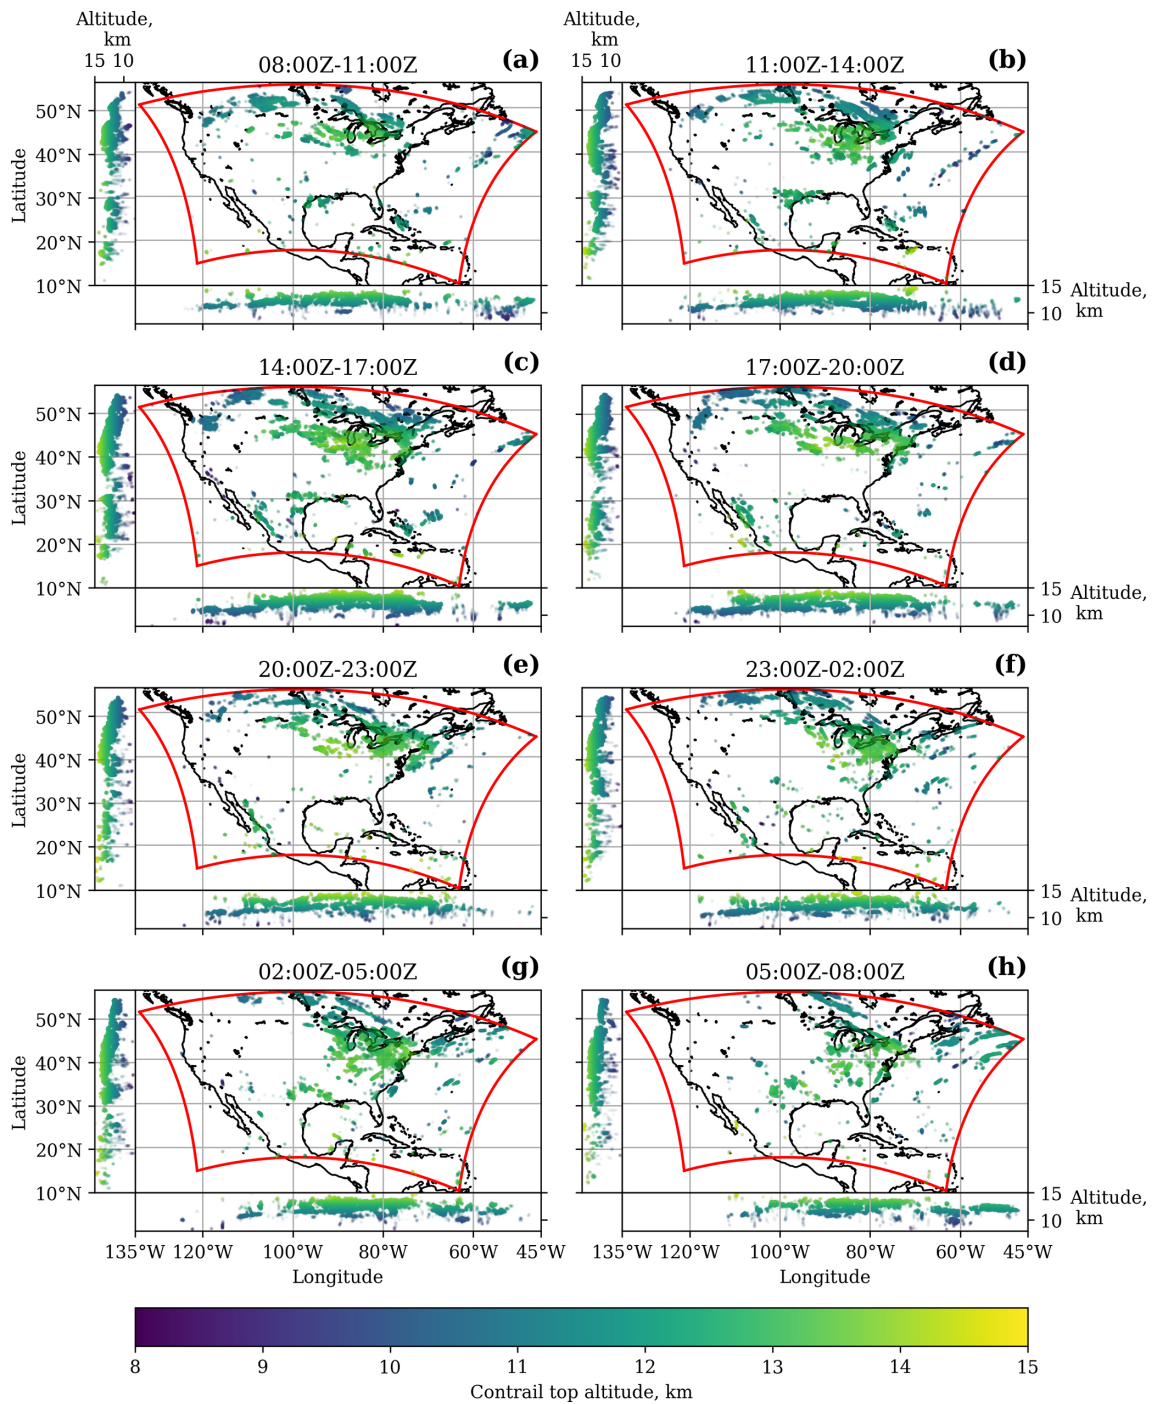 Altitude,
km
15 10
08:00Z-11:00Z
(a)
Altitude,
km
15 10
11:00Z-14:00Z
(b)
50°N
40°N
30°N
20°N
10°N
Latitude
15
10
Altitude,
km
14:00Z-17:00Z
(c)
17:00Z-20:00Z
(d)
50°N
40°N
30°N
20°N
10°N
Latitude
15
10
Altitude,
km
20:00Z-23:00Z
(e)
23:00Z-02:00Z
(f)
50°N
40°N
30°N
20°N
10°N
Latitude
15
10
Altitude,
km
02:00Z-05:00Z
(g)
05:00Z-08:00Z
(h)
50°N
40°N
30°N
20°N
10°N
Latitude
15
10
Altitude,
km
135°W 120°W 100°W 80°W 60°W 45°W
Longitude
135°W 120°W 100°W 80°W 60°W 45°W
Longitude
8 9 10 11 12 13 14 15
Contrail top altitude, km